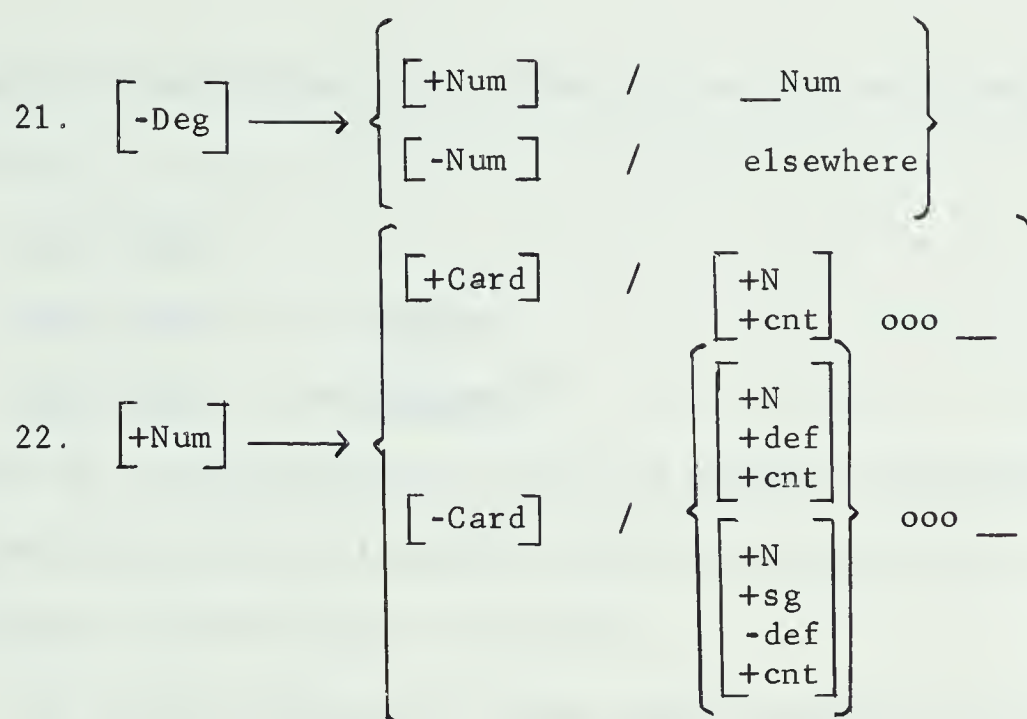 21. [-Deg] ⟶ { [+Num] / __Num
[-Num] / elsewhere }
22. [+Num] ⟶ { [+Card] / [+N
+cnt] ooo __
[-Card] / { [+N
+def
+cnt]
[+N
+sg
-def
+cnt] } ooo __ }